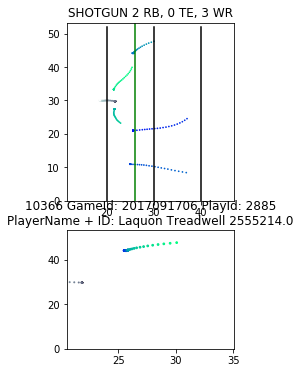 SHOTGUN 2 RB, 0 TE, 3 WR
50
40
30
20
10
0
20 30 40
10366 GameId: 2017091706 PlayId: 2885
PlayerName + ID: Laquon Treadwell 2555214.0
40
20
0
25 30 35